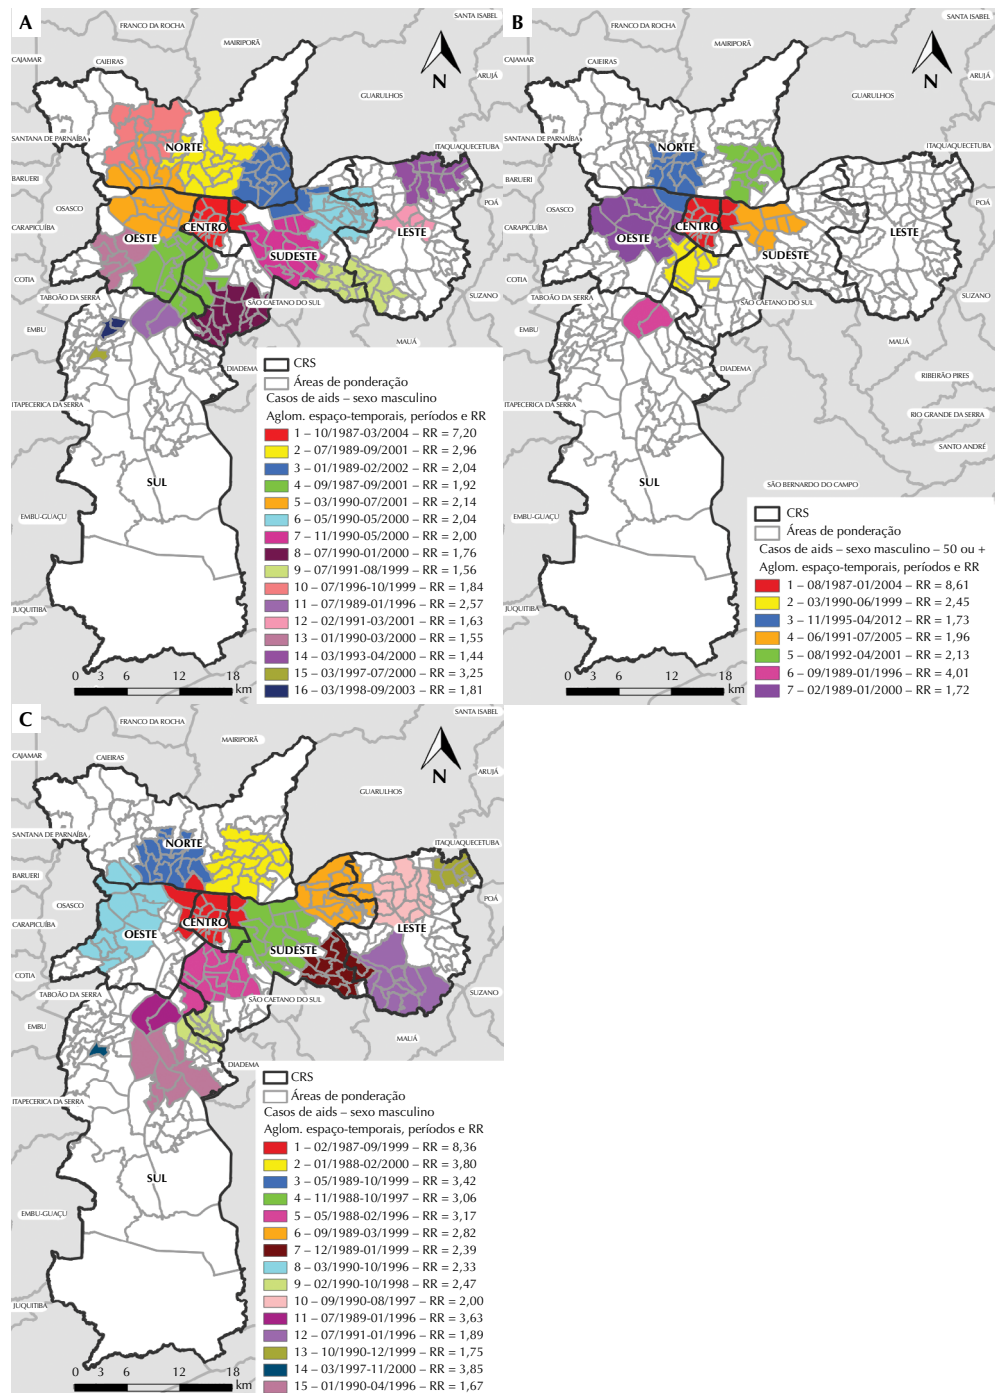 A
SANTA ISABEL
FRANCO DA ROCHA
MAIRIPORÃ
CAJAMAR
CAIEIRAS
ARUJÁ
N
GUARULHOS
SANTANA DE PARNAÍBA
NORTE
ITAQUAQUECETUBA
BARUERI
OSASCO
POÁ
CARAPICUÍBA
CENTRO
OESTE
LESTE
SUDESTE
COTIA
TABOÃO DA SERRA
SUZANO
SÃO CAETANO DO SUL
EMBU
MAUÁ
DIADEMA
ITAPECERICA DA SERRA
SUL
EMBU-GUAÇU
JUQUITIBA
CRS
Áreas de ponderação
Casos de aids – sexo masculino
Aglom. espaço-temporais, períodos e RR
1 – 10/1987-03/2004 – RR = 7,20
2 – 07/1989-09/2001 – RR = 2,96
3 – 01/1989-02/2002 – RR = 2,04
4 – 09/1987-09/2001 – RR = 1,92
5 – 03/1990-07/2001 – RR = 2,14
6 – 05/1990-05/2000 – RR = 2,04
7 – 11/1990-05/2000 – RR = 2,00
8 – 07/1990-01/2000 – RR = 1,76
9 – 07/1991-08/1999 – RR = 1,56
10 – 07/1996-10/1999 – RR = 1,84
11 – 07/1989-01/1996 – RR = 2,57
12 – 02/1991-03/2001 – RR = 1,63
13 – 01/1990-03/2000 – RR = 1,55
14 – 03/1993-04/2000 – RR = 1,44
15 – 03/1997-07/2000 – RR = 3,25
16 – 03/1998-09/2003 – RR = 1,81
0 6 12 18
km
B
SANTA ISABEL
FRANCO DA ROCHA
MAIRIPORÃ
CAJAMAR
CAIEIRAS
ARUJÁ
N
GUARULHOS
SANTANA DE PARNAÍBA
NORTE
ITAQUAQUECETUBA
BARUERI
OSASCO
POÁ
CARAPICUÍBA
CENTRO
OESTE
LESTE
SUDESTE
COTIA
TABOÃO DA SERRA
SUZANO
SÃO CAETANO DO SUL
EMBU
MAUÁ
DIADEMA
RIBEIRÃO PIRES
ITAPECERICA DA SERRA
RIO GRANDE DA SERRA
SANTO ANDRÉ
SUL
SÃO BERNARDO DO CAMPO
EMBU-GUAÇU
JUQUITIBA
CRS
Áreas de ponderação
Casos de aids – sexo masculino – 50 ou +
Aglom. espaço-temporais, períodos e RR
1 – 08/1987-01/2004 – RR = 8,61
2 – 03/1990-06/1999 – RR = 2,45
3 – 11/1995-04/2012 – RR = 1,73
4 – 06/1991-07/2005 – RR = 1,96
5 – 08/1992-04/2001 – RR = 2,13
6 – 09/1989-01/1996 – RR = 4,01
7 – 02/1989-01/2000 – RR = 1,72
0 6 12 18
km
C
SANTA ISABEL
FRANCO DA ROCHA
MAIRIPORÃ
CAJAMAR
CAIEIRAS
ARUJÁ
N
GUARULHOS
SANTANA DE PARNAÍBA
NORTE
ITAQUAQUECETUBA
BARUERI
OSASCO
POÁ
CARAPICUÍBA
CENTRO
OESTE
LESTE
SUDESTE
COTIA
TABOÃO DA SERRA
SUZANO
SÃO CAETANO DO SUL
EMBU
MAUÁ
DIADEMA
ITAPECERICA DA SERRA
SUL
EMBU-GUAÇU
JUQUITIBA
CRS
Áreas de ponderação
Casos de aids – sexo masculino
Aglom. espaço-temporais, períodos e RR
1 – 02/1987-09/1999 – RR = 8,36
2 – 01/1988-02/2000 – RR = 3,80
3 – 05/1989-10/1999 – RR = 3,42
4 – 11/1988-10/1997 – RR = 3,06
5 – 05/1988-02/1996 – RR = 3,17
6 – 09/1989-03/1999 – RR = 2,82
7 – 12/1989-01/1999 – RR = 2,39
8 – 03/1990-10/1996 – RR = 2,33
9 – 02/1990-10/1998 – RR = 2,47
10 – 09/1990-08/1997 – RR = 2,00
11 – 07/1989-01/1996 – RR = 3,63
12 – 07/1991-01/1996 – RR = 1,89
13 – 10/1990-12/1999 – RR = 1,75
14 – 03/1997-11/2000 – RR = 3,85
15 – 01/1990-04/1996 – RR = 1,67
0 6 12 18
km